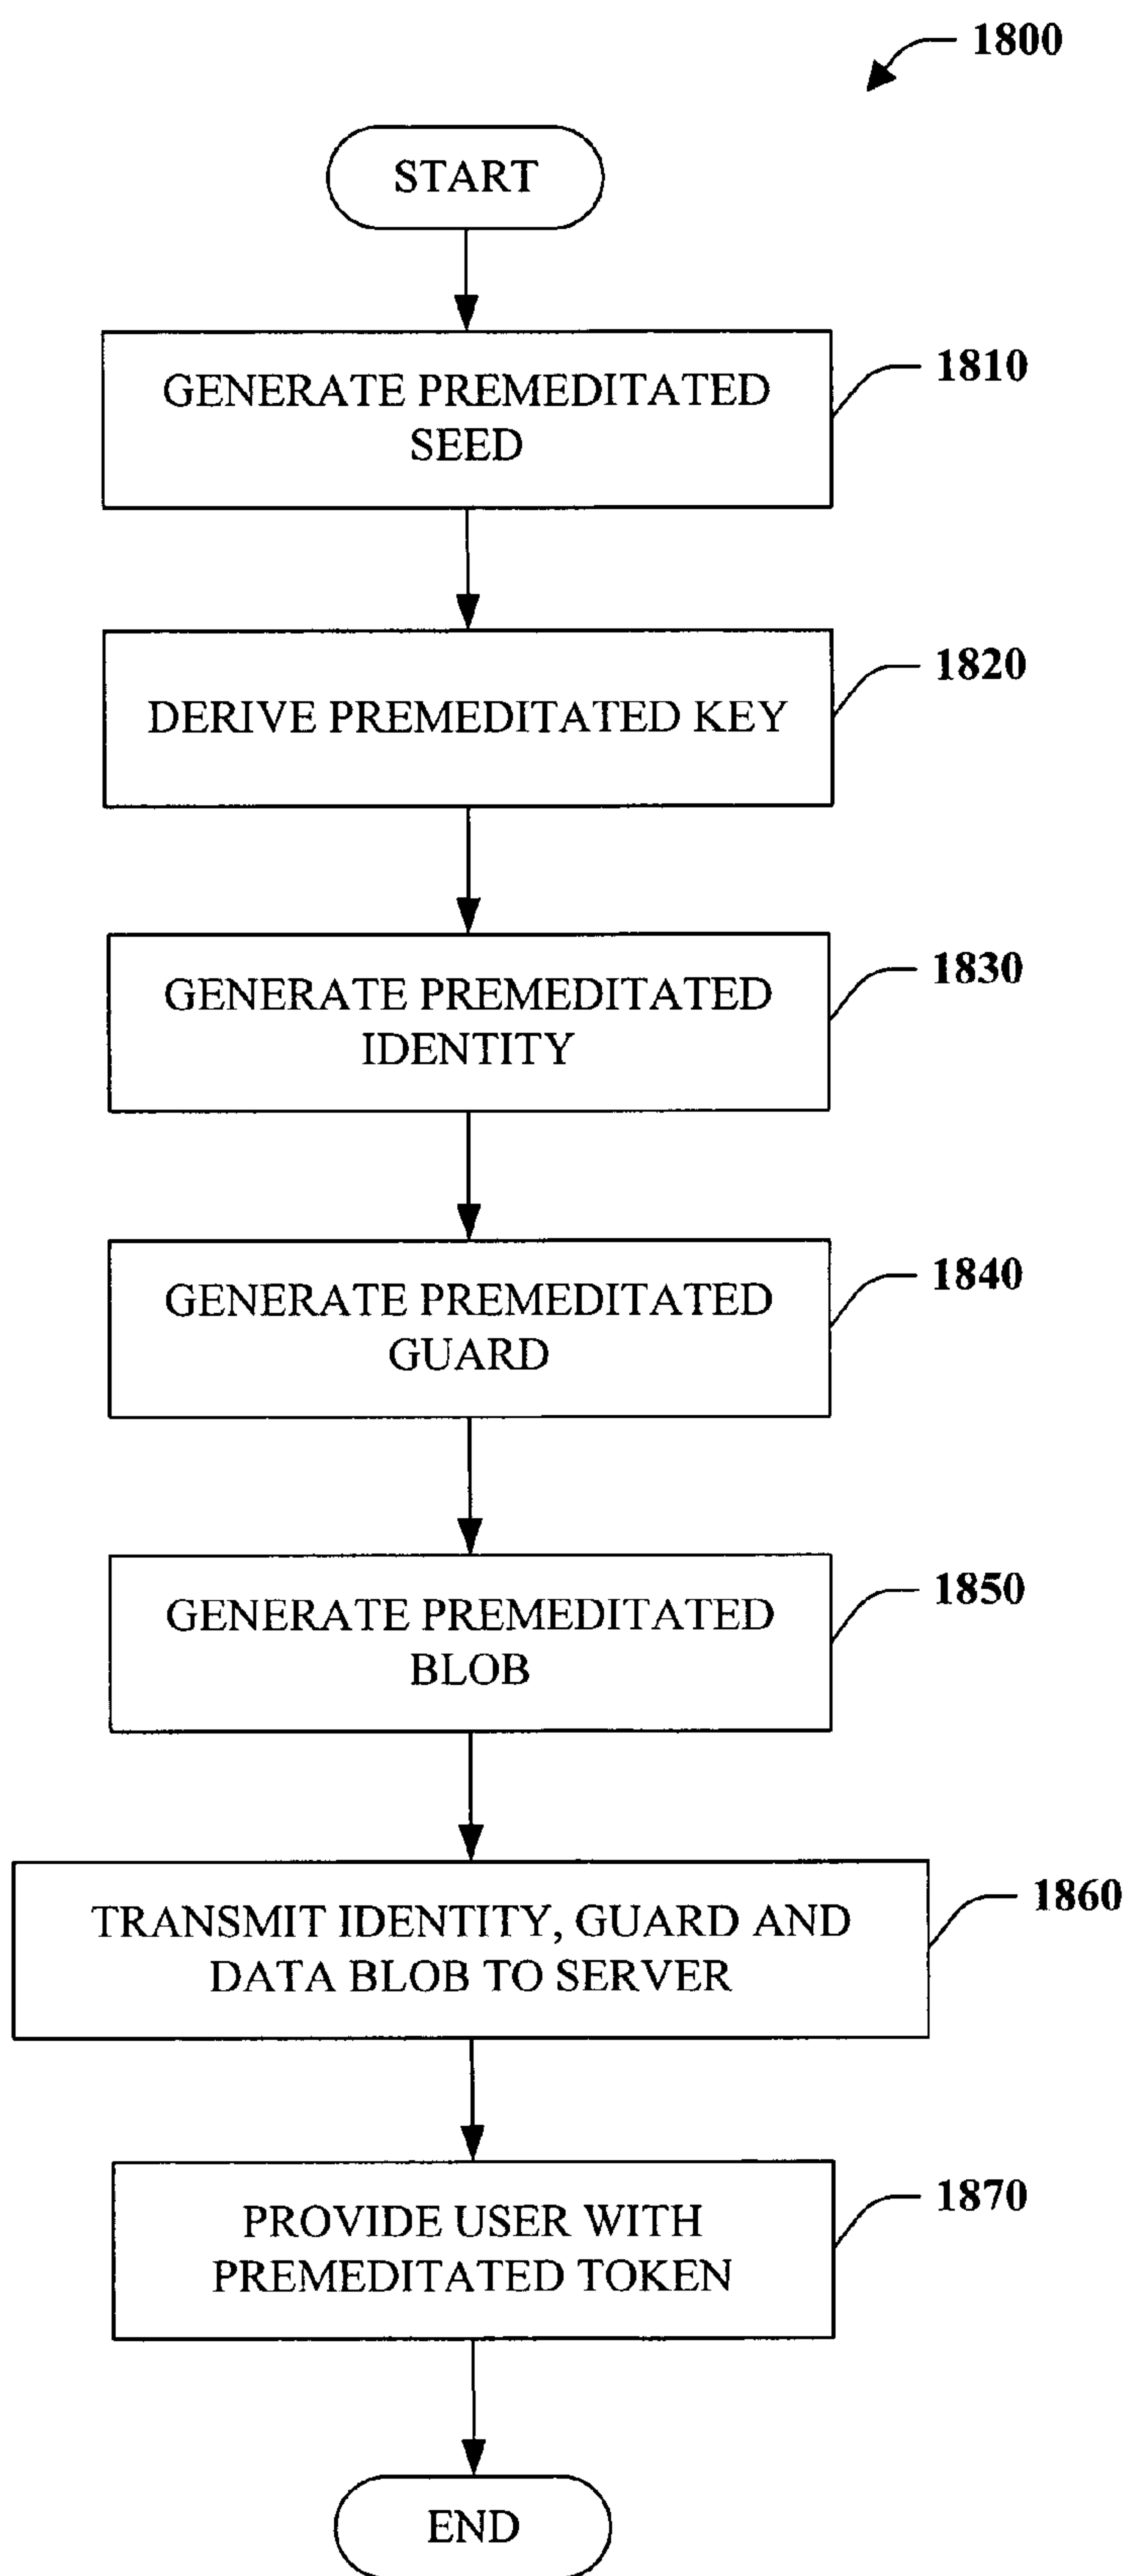 1800
START
GENERATE PREMEDITATED
SEED
1810
DERIVE PREMEDITATED KEY
1820
GENERATE PREMEDITATED
IDENTITY
1830
GENERATE PREMEDITATED
GUARD
1840
GENERATE PREMEDITATED
BLOB
1850
TRANSMIT IDENTITY, GUARD AND
DATA BLOB TO SERVER
1860
PROVIDE USER WITH
PREMEDITATED TOKEN
1870
END